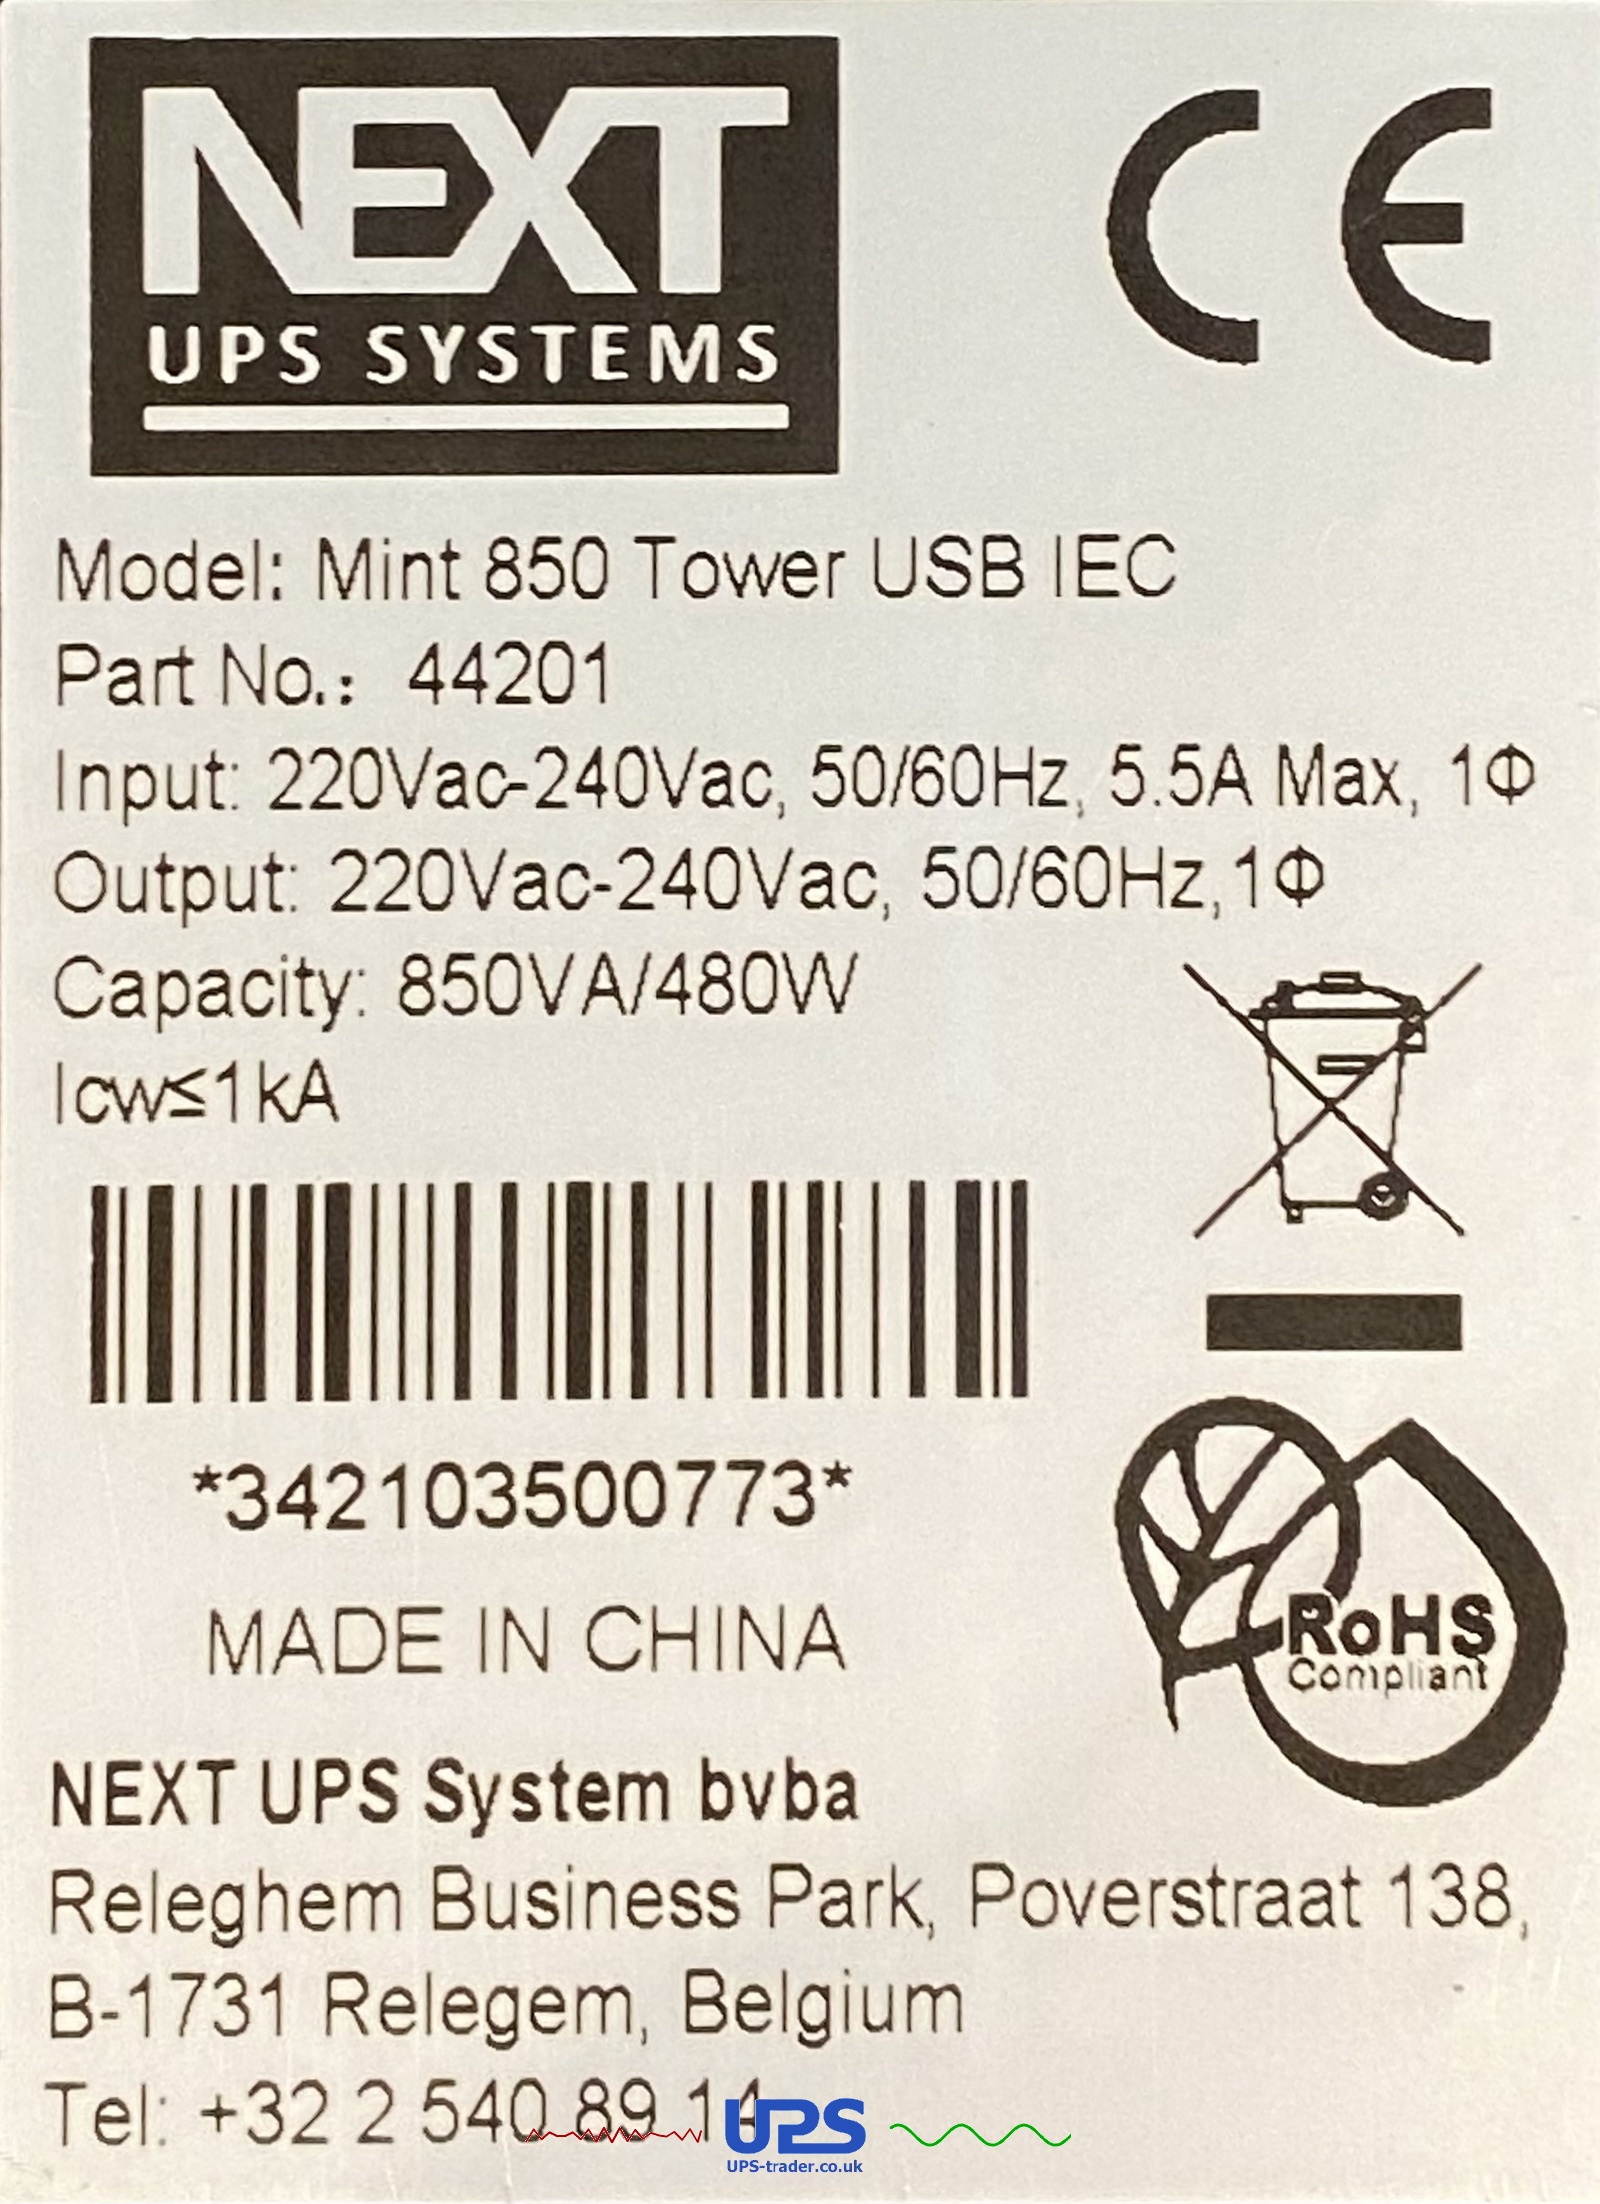 NEXT
UPS SYSTEMS
CE
Model: Mint 850 Tower USB IEC
Part No.: 44201
Input: 220Vac-240Vac, 50/60Hz, 5.5A Max, 1Φ
Output: 220Vac-240Vac, 50/60Hz,1Φ
Capacity: 850VA/480W
Icw≤1kA
*342103500773*
MADE IN CHINA
RoHS
Compliant
NEXT UPS System bvba
Releghem Business Park, Poverstraat 138,
B-1731 Relegem, Belgium
Tel: +32 2 540 89 14
UPS
UPS-trader.co.uk